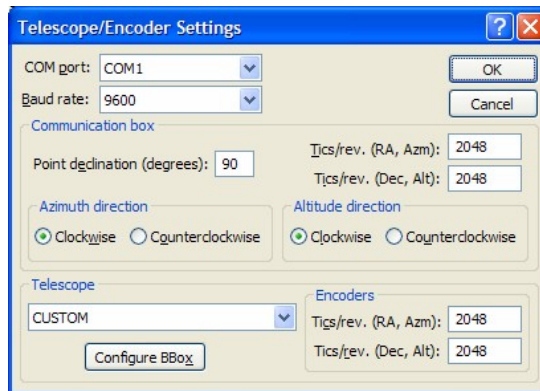 Telescope/Encoder Settings
COM port: COM1
OK
Baud rate: 9600
Cancel
Communication box
Point declination (degrees): 90
Tics/rev. (RA, Azm): 2048
Tics/rev. (Dec, Alt): 2048
Azimuth direction
Clockwise Counterclockwise
Altitude direction
Clockwise Counterclockwise
Telescope
CUSTOM
Configure BBox
Encoders
Tics/rev. (RA, Azm): 2048
Tics/rev. (Dec, Alt): 2048